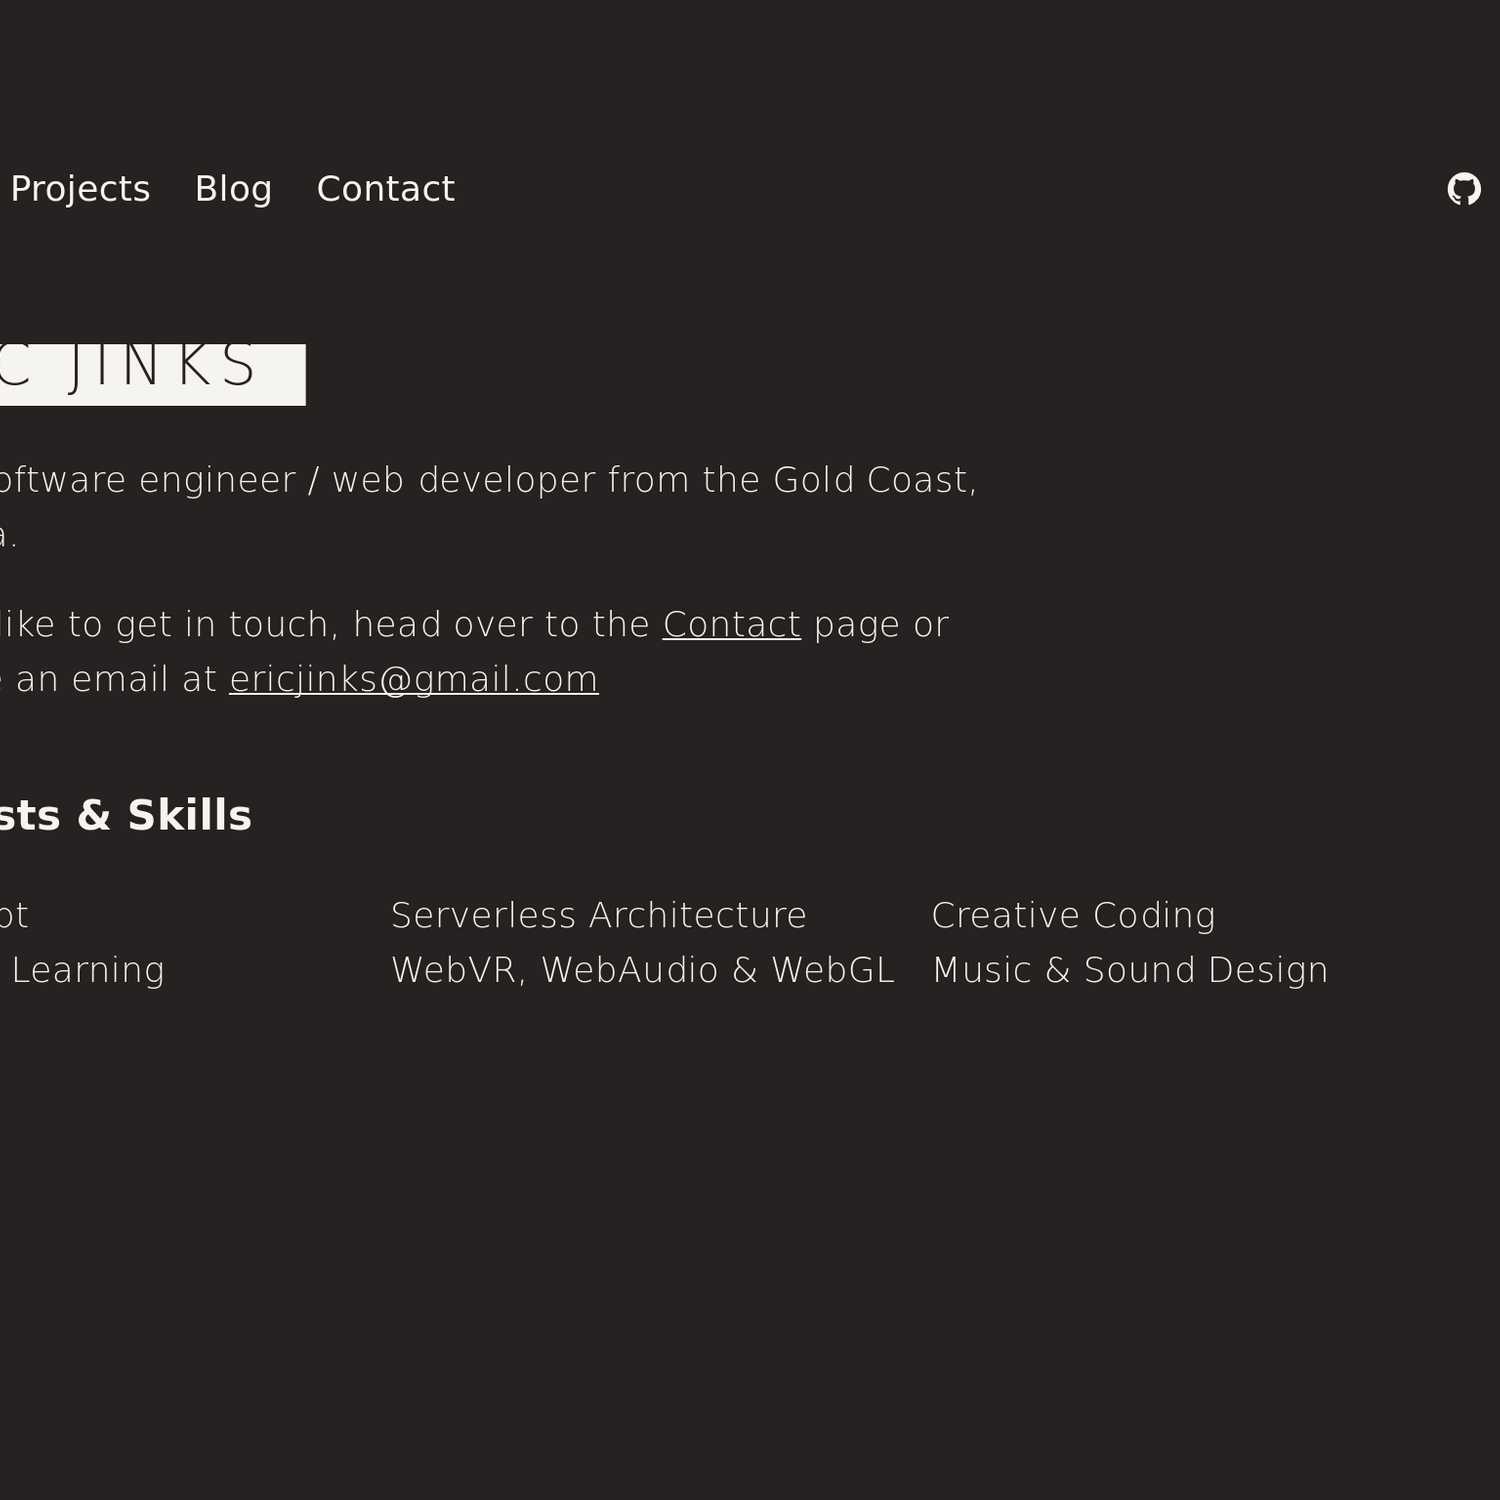 Projects Blog Contact
C JINKS
oftware engineer / web developer from the Gold Coast,
a.
like to get in touch, head over to the Contact page or
e an email at ericjinks@gmail.com
sts & Skills
pt Serverless Architecture Creative Coding
Learning WebVR, WebAudio & WebGL Music & Sound Design